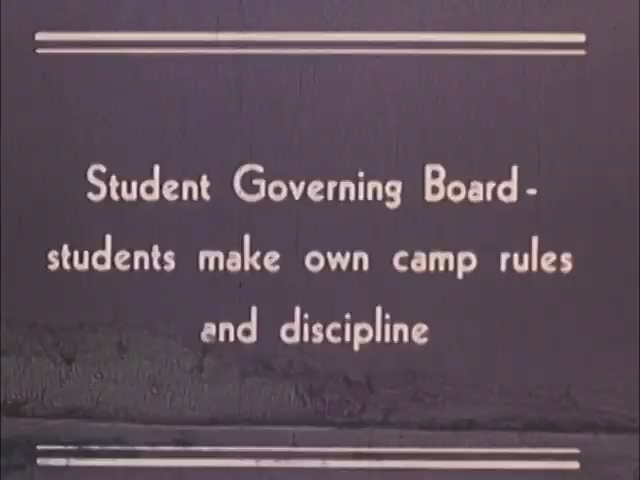 Student Governing Board -
students make own camp rules
and discipline